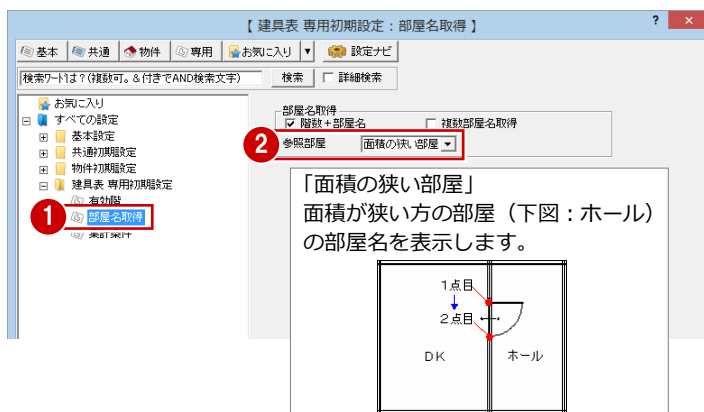 【 建具表 専用初期設定：部屋名取得 】
? ×
基本 共通 物件 専用 お気に入り ▼ 設定ナビ
検索ワードは？(複数可。&付きでAND検索文字) 検索 詳細検索
お気に入り
すべての設定
基本設定
共通初期設定
物件初期設定
建具表 専用初期設定
有効階
1 部屋名取得
集計条件
部屋名取得
階数＋部屋名 複数部屋名取得
2 参照部屋 面積の狭い部屋
「面積の狭い部屋」
面積が狭い方の部屋（下図：ホール）
の部屋名を表示します。
1点目
2点目
DK ホール